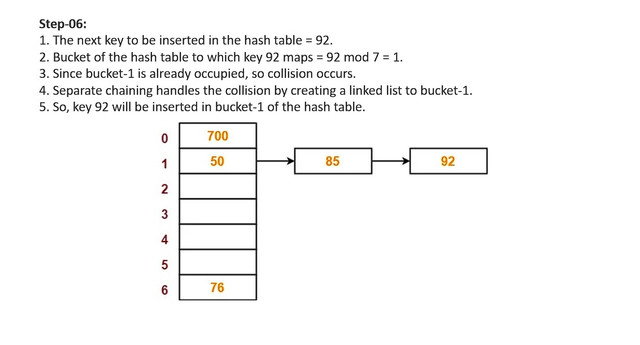 Step-06:
1. The next key to be inserted in the hash table = 92.
2. Bucket of the hash table to which key 92 maps = 92 mod 7 = 1.
3. Since bucket-1 is already occupied, so collision occurs.
4. Separate chaining handles the collision by creating a linked list to bucket-1.
5. So, key 92 will be inserted in bucket-1 of the hash table.
0 700
1 50 85 92
2
3
4
5
6 76